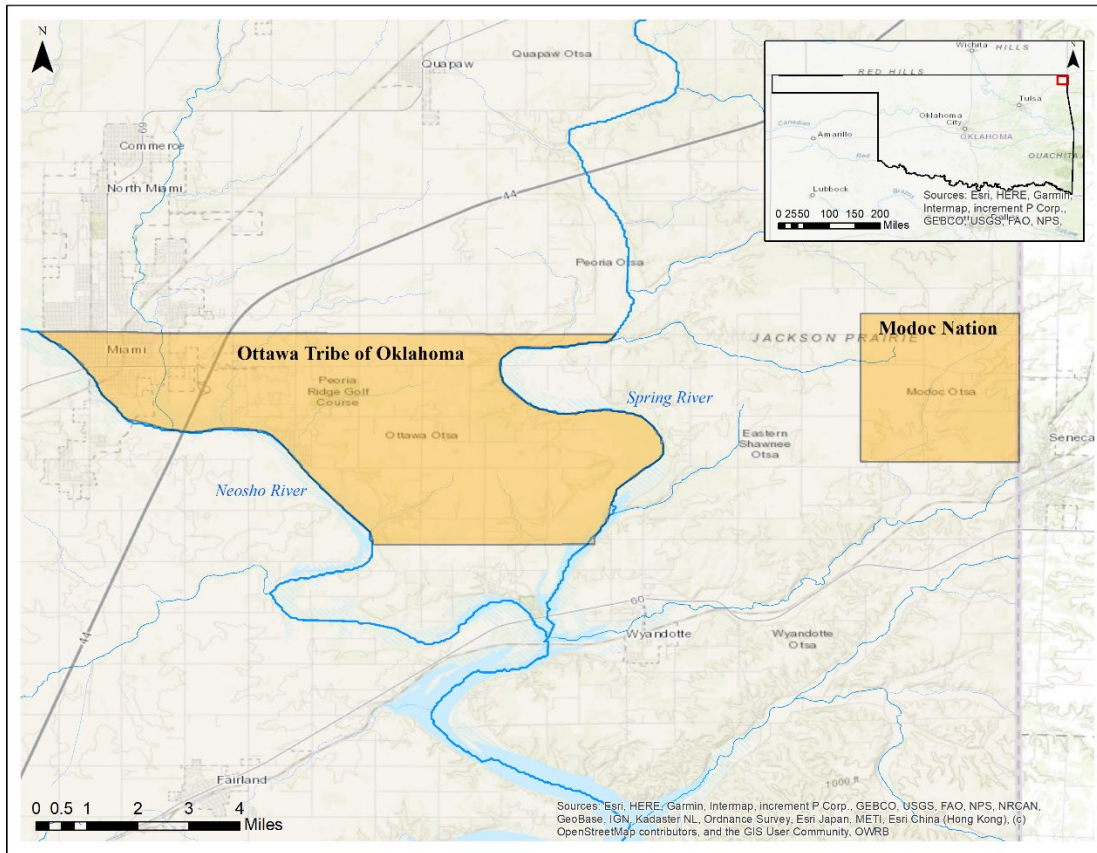 N
Quapaw Otsa
Quapaw
69
Commerce
North Miami
44
Peoria Otsa
Miami
Ottawa Tribe of Oklahoma
Peoria
Ridge Golf
Course
Ottawa Otsa
JACKSON PRAIRIE
Modoc Nation
Modoc Otsa
Spring River
Eastern
Shawnee
Otsa
Seneca
Neosho River
60
Wyandotte
Wyandotte
Otsa
44
Fairland
1000 ft
0 0.5 1 2 3 4
Miles
Sources: Esri, HERE, Garmin, Intermap, increment P Corp., GEBCO, USGS, FAO, NPS, NRCAN,
GeoBase, IGN, Kadaster NL, Ordnance Survey, Esri Japan, METI, Esri China (Hong Kong), (c)
OpenStreetMap contributors, and the GIS User Community, OWRB
N
Wichita
HILLS
RED HILLS
Tulsa
Canadian
Oklahoma
City
OKLAHOMA
Amarillo
Red
OUACHITA
Lubbock
Brazos
Sources: Esri, HERE, Garmin,
Intermap, increment P Corp.,
GEBCO, USGS, FAO, NPS,
0 2550 100 150 200
Miles